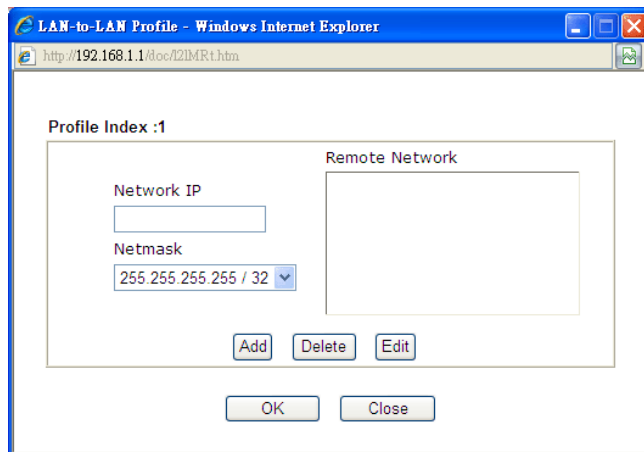 LAN-to-LAN Profile - Windows Internet Explorer
http://192.168.1.1/doc/l2lMRt.htm
Profile Index :1
Remote Network
Network IP
Netmask
255.255.255.255 / 32
Add Delete Edit
OK Close